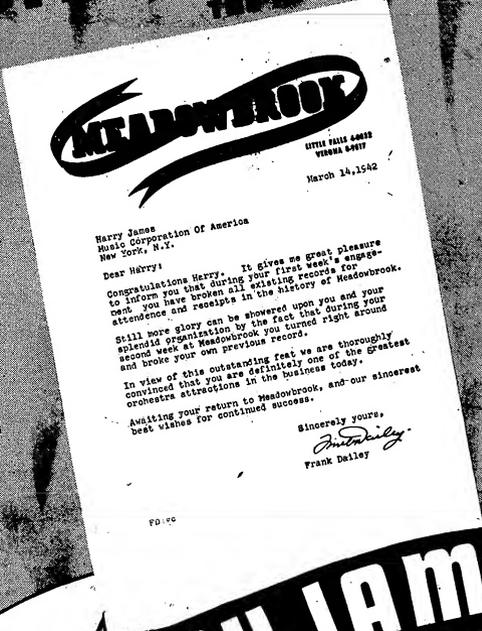 MEADOWBROOK
LITTLE FALLS 4-0832
VERONA 8-9817
March 14,1942
Harry James
Music Corporation Of America
New York, N.Y.
Dear Harry:
Congratulations Harry. It gives me great pleasure
to inform you that during your first week's engage-
ment you have broken all existing records for
attendence and receipts in the history of Meadowbrook.
Still more glory can be showered upon you and your
splendid organization by the fact that during your
second week at Meadowbrook you turned right around
and broke your own previous record.
In view of this outstanding feat we are thoroughly
convinced that you are definitely one of the greatest
orchestra attractions in the business today.
Awaiting your return to Meadowbrook, and our sincerest
best wishes for continued success.
Sincerely yours,
Frank Dailey
Frank Dailey
FD:FC
JAM